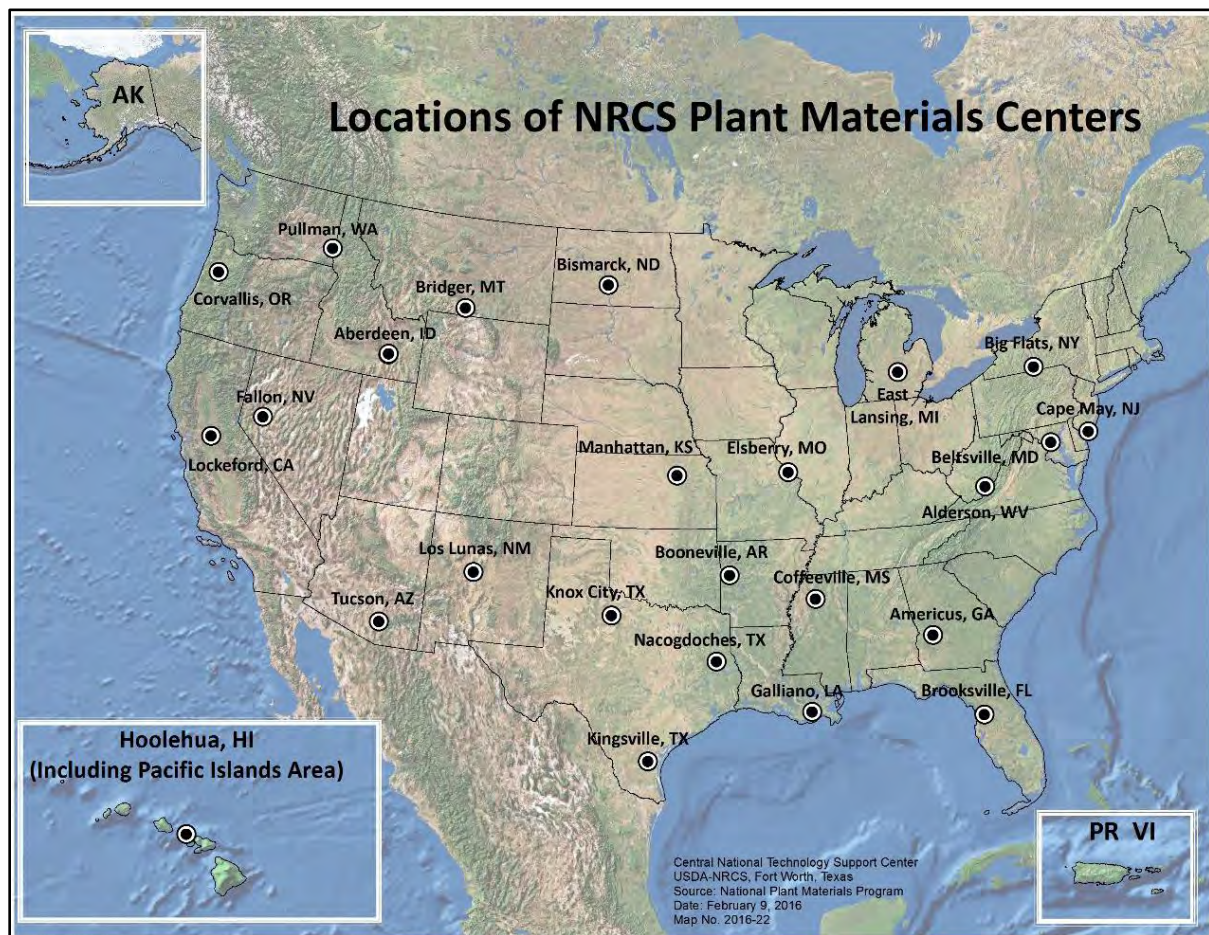 AK
Locations of NRCS Plant Materials Centers
Pullman, WA
Corvallis, OR
Bridger, MT
Bismarck, ND
Aberdeen, ID
Big Flats, NY
East
Lansing, MI
Fallon, NV
Cape May, NJ
Lockeford, CA
Manhattan, KS
Elsberry, MO
Beltsville, MD
Alderson, WV
Los Lunas, NM
Booneville, AR
Coffeeville, MS
Tucson, AZ
Knox City, TX
Americus, GA
Nacogdoches, TX
Galliano, LA
Brooksville, FL
Kingsville, TX
Hoolehua, HI
(Including Pacific Islands Area)
PR VI
Central National Technology Support Center
USDA-NRCS, Fort Worth, Texas
Source: National Plant Materials Program
Date: February 9, 2016
Map No. 2016-22